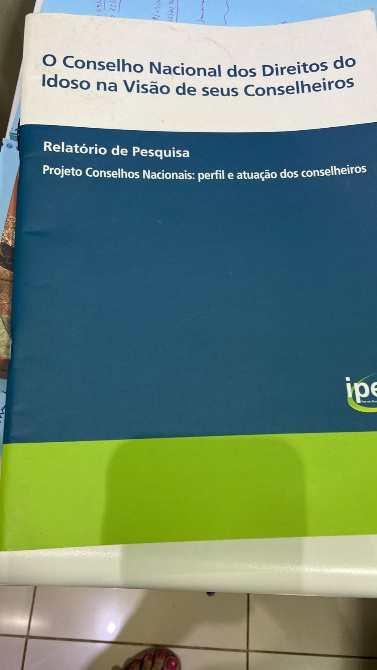 O Conselho Nacional dos Direitos do
Idoso na Visão de seus Conselheiros
Relatório de Pesquisa
Projeto Conselhos Nacionais: perfil e atuação dos conselheiros
ipe